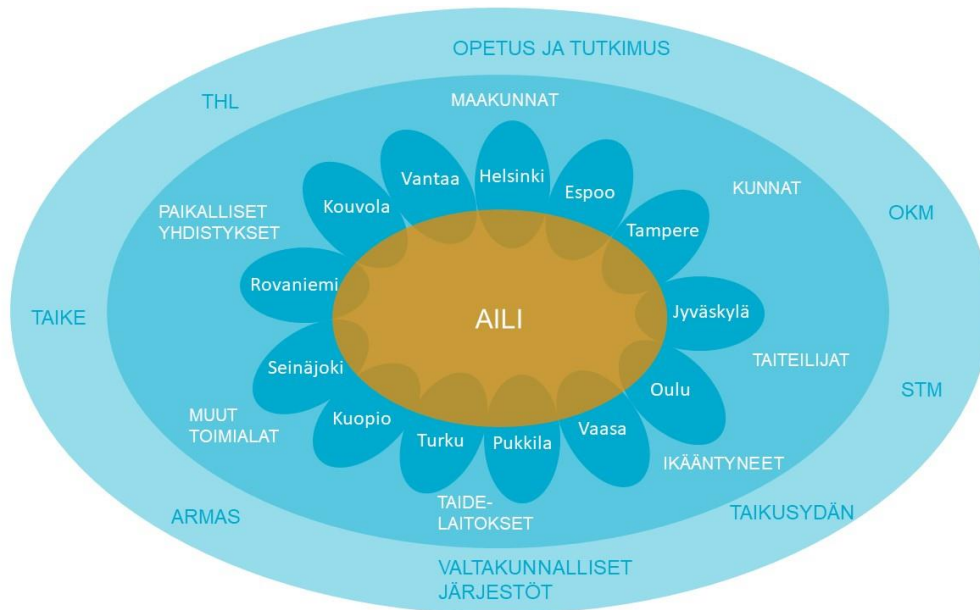 OPETUS JA TUTKIMUS
THL
MAAKUNNAT
Helsinki
Vantaa
Espoo
KUNNAT
Kouvola
PAIKALLISET
YHDISTYKSET
Tampere
OKM
Rovaniemi
TAIKE
AILI
Jyväskylä
TAITEILIJAT
Seinäjoki
Oulu
STM
MUUT
TOIMIALAT
Kuopio
Turku
Pukkila
Vaasa
IKÄÄNTYNEET
TAIDE-
LAITOKSET
ARMAS
TAIKUSYDÄN
VALTAKUNNALLISET
JÄRJESTÖT